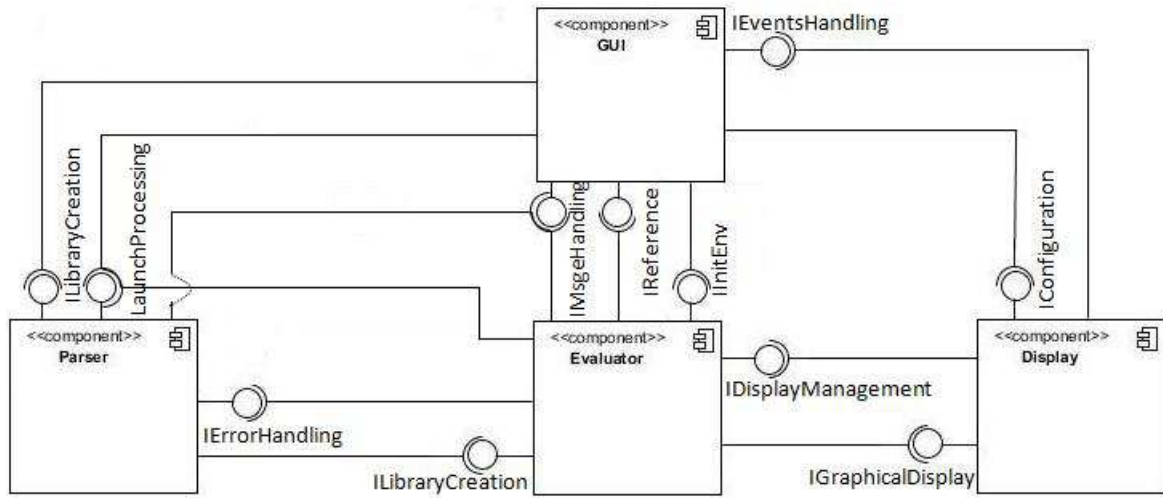 <<component>>
GUI
IEventsHandling
ILibraryCreation
LaunchProcessing
IMsgeHandling
IReference
IInitEnv
IConfiguration
<<component>>
Parser
<<component>>
Evaluator
<<component>>
Display
IDisplayManagement
IErrorHandling
ILibraryCreation
IGraphicalDisplay